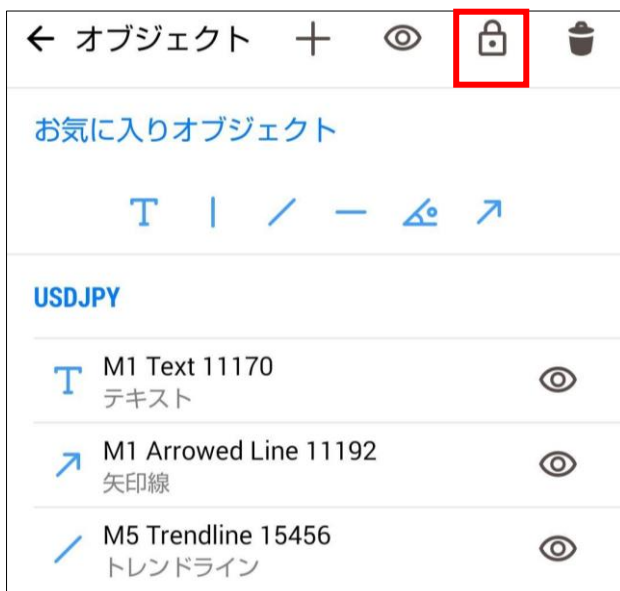 オブジェクト
お気に入りオブジェクト
USDJPY
M1 Text 11170
テキスト
M1 Arrowed Line 11192
矢印線
M5 Trendline 15456
トレンドライン